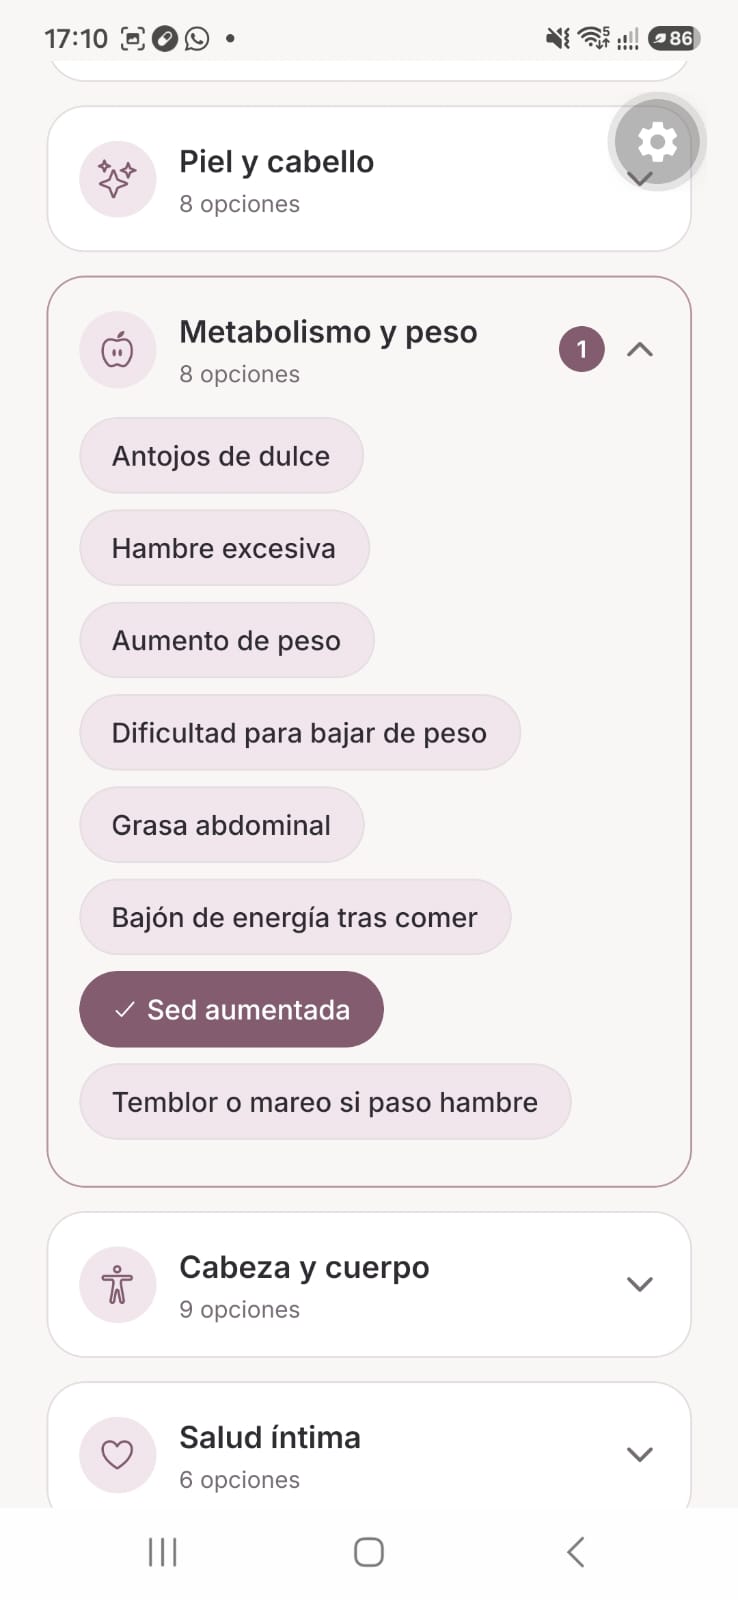 17:10
86
Piel y cabello
8 opciones
Metabolismo y peso
8 opciones
1
Antojos de dulce
Hambre excesiva
Aumento de peso
Dificultad para bajar de peso
Grasa abdominal
Bajón de energía tras comer
Sed aumentada
Temblor o mareo si paso hambre
Cabeza y cuerpo
9 opciones
Salud íntima
6 opciones